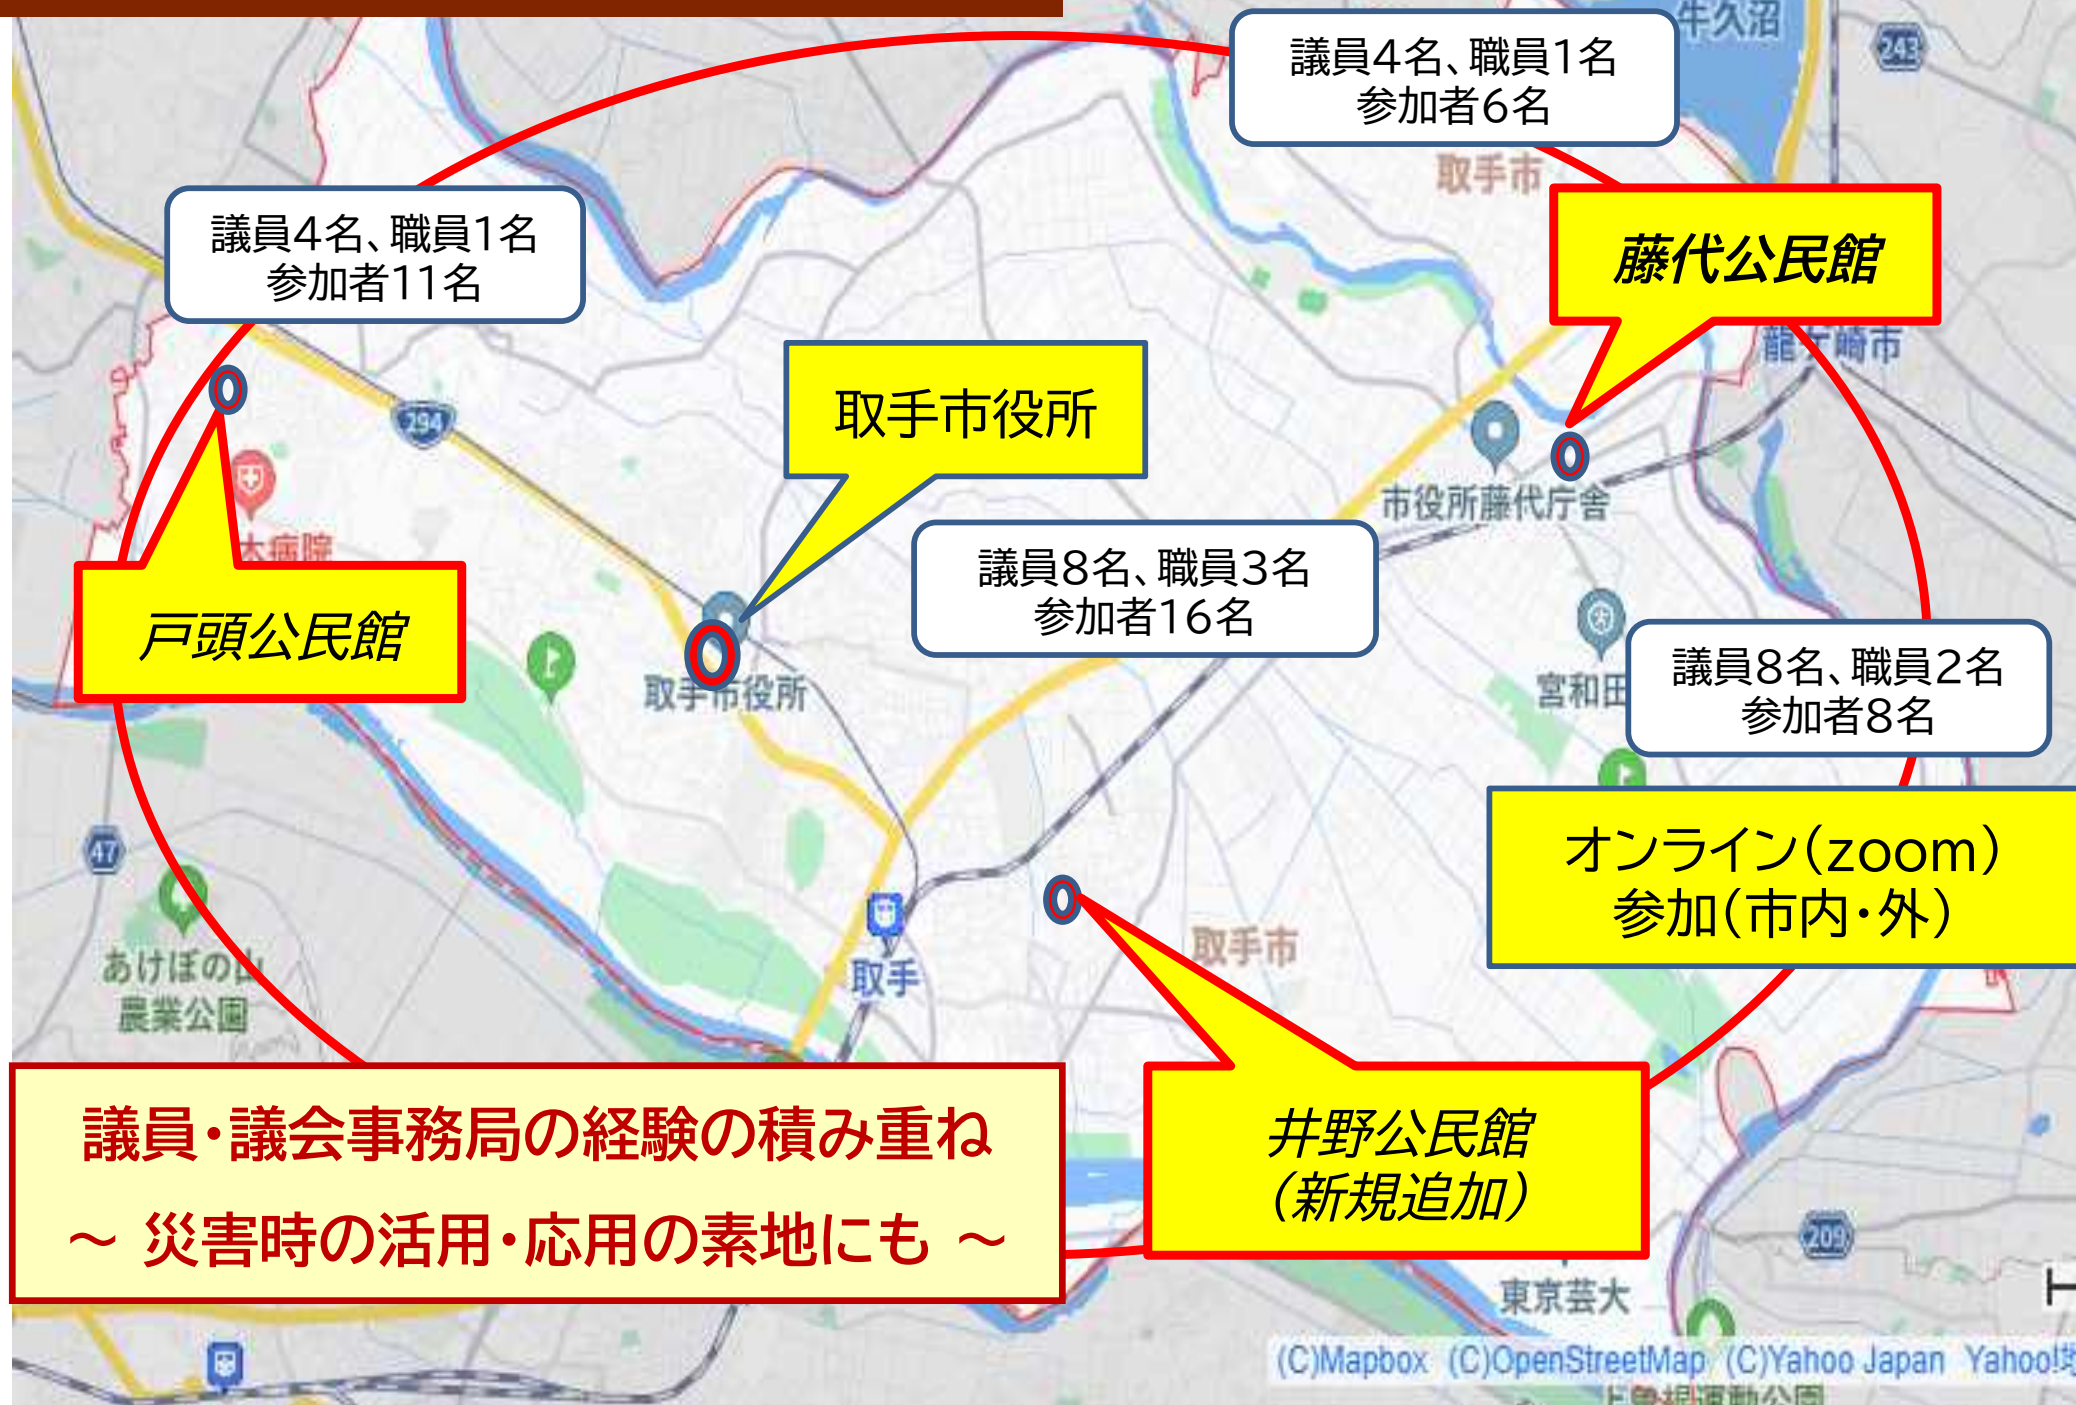 牛久沼
243
議員4名、職員1名
参加者6名
取手市
議員4名、職員1名
参加者11名
藤代公民館
龍ケ崎市
取手市役所
294
市役所藤代庁舎
議員8名、職員3名
参加者16名
戸頭公民館
取手市役所
宮和田
議員8名、職員2名
参加者8名
オンライン(zoom)
参加(市内・外)
47
あけぼの山
農業公園
取手
取手市
議員・議会事務局の経験の積み重ね
～ 災害時の活用・応用の素地にも ～
井野公民館
(新規追加)
209
東京芸大
(C)Mapbox (C)OpenStreetMap (C)Yahoo Japan Yahoo!地